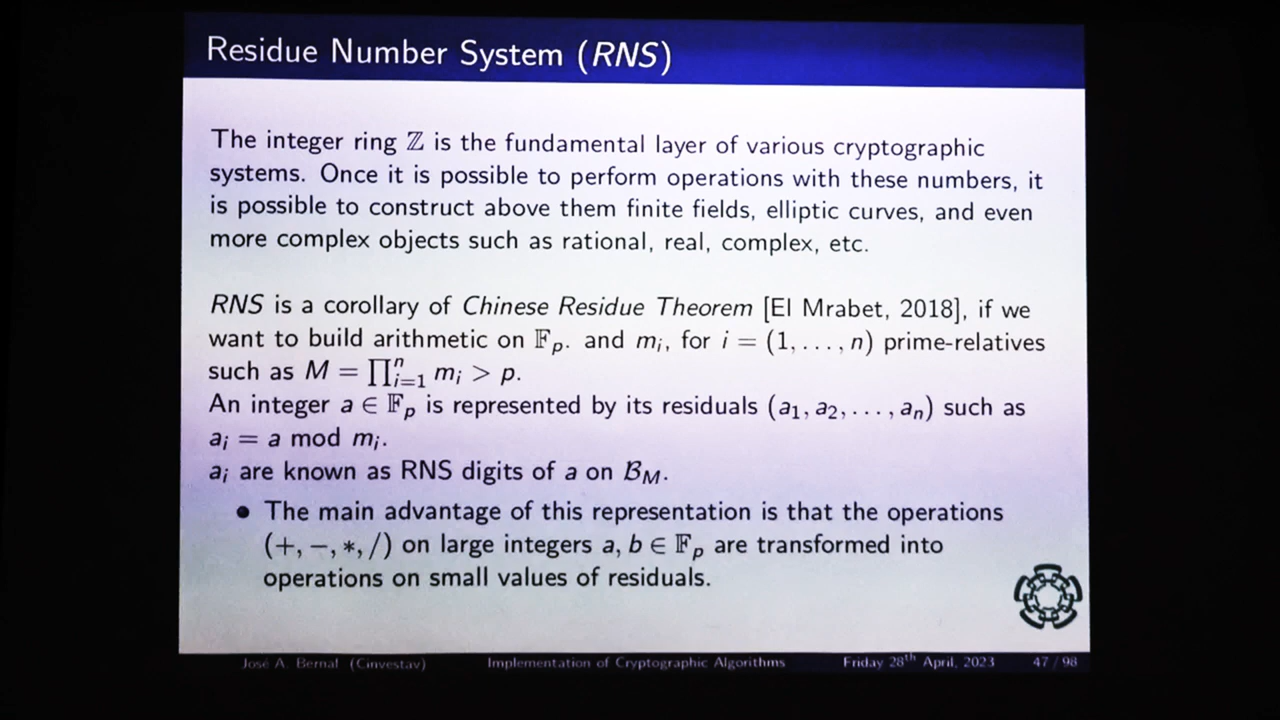 Residue Number System (RNS)
The integer ring ℤ is the fundamental layer of various cryptographic
systems. Once it is possible to perform operations with these numbers, it
is possible to construct above them finite fields, elliptic curves, and even
more complex objects such as rational, real, complex, etc.
RNS is a corollary of Chinese Residue Theorem [El Mrabet, 2018], if we
want to build arithmetic on 𝔽ₚ. and mᵢ, for i = (1, . . . , n) prime-relatives
such as M = ∏ⁿᵢ₌₁ mᵢ > p.
An integer a ∈ 𝔽ₚ is represented by its residuals (a₁, a₂, . . . , aₙ) such as
aᵢ = a mod mᵢ.
aᵢ are known as RNS digits of a on ℬ_M.
• The main advantage of this representation is that the operations
(+, −, *, /) on large integers a, b ∈ 𝔽ₚ are transformed into
operations on small values of residuals.
José A. Bernal (Cinvestav) Implementation of Cryptographic Algorithms Friday 28th April, 2023 47 / 98